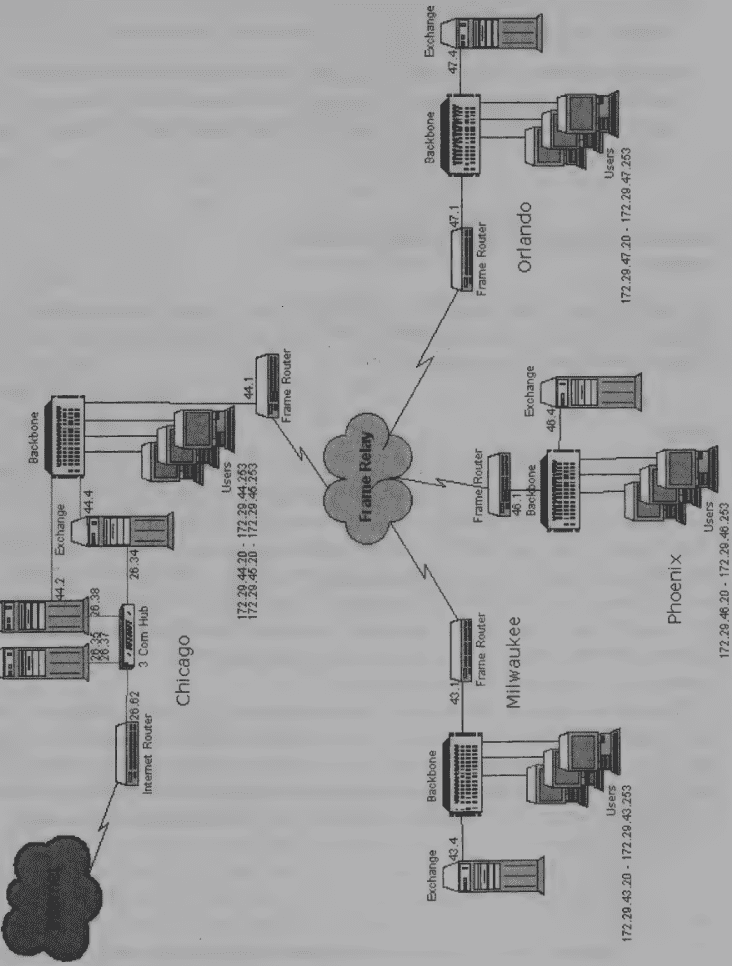 Internet Router
26.62
3 Com Hub
26.37
26.38
44.2
26.34
Exchange
44.4
Backbone
Users
172.29.44.20 - 172.29.44.253
172.29.45.20 - 172.29.45.253
44.1
Frame Router
Chicago
Frame Relay
Exchange
43.4
Backbone
43.1
Frame Router
Milwaukee
Users
172.29.43.20 - 172.29.43.253
Frame Router
46.1
Backbone
46.4
Exchange
Users
Phoenix
172.29.46.20 - 172.29.46.253
Frame Router
47.1
Backbone
47.4
Exchange
Orlando
Users
172.29.47.20 - 172.29.47.253